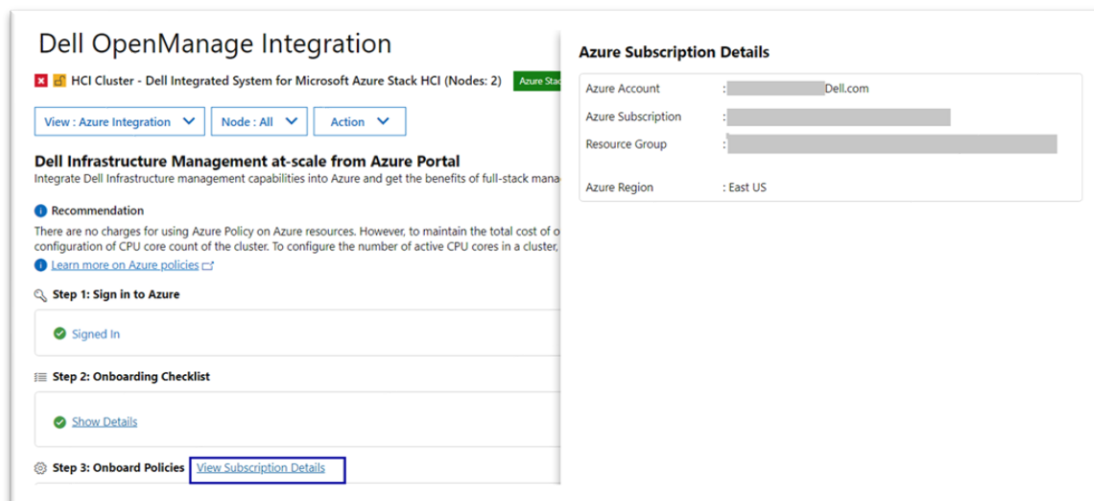 Dell OpenManage Integration
HCI Cluster - Dell Integrated System for Microsoft Azure Stack HCI (Nodes: 2) Azure Stac
View : Azure Integration Node : All Action
Dell Infrastructure Management at-scale from Azure Portal
Integrate Dell Infrastructure management capabilities into Azure and get the benefits of full-stack mana
Recommendation
There are no charges for using Azure Policy on Azure resources. However, to maintain the total cost of o
configuration of CPU core count of the cluster. To configure the number of active CPU cores in a cluster,
Learn more on Azure policies
Step 1: Sign in to Azure
Signed In
Step 2: Onboarding Checklist
Show Details
Step 3: Onboard Policies View Subscription Details
Azure Subscription Details
Azure Account : Dell.com
Azure Subscription :
Resource Group :
Azure Region : East US